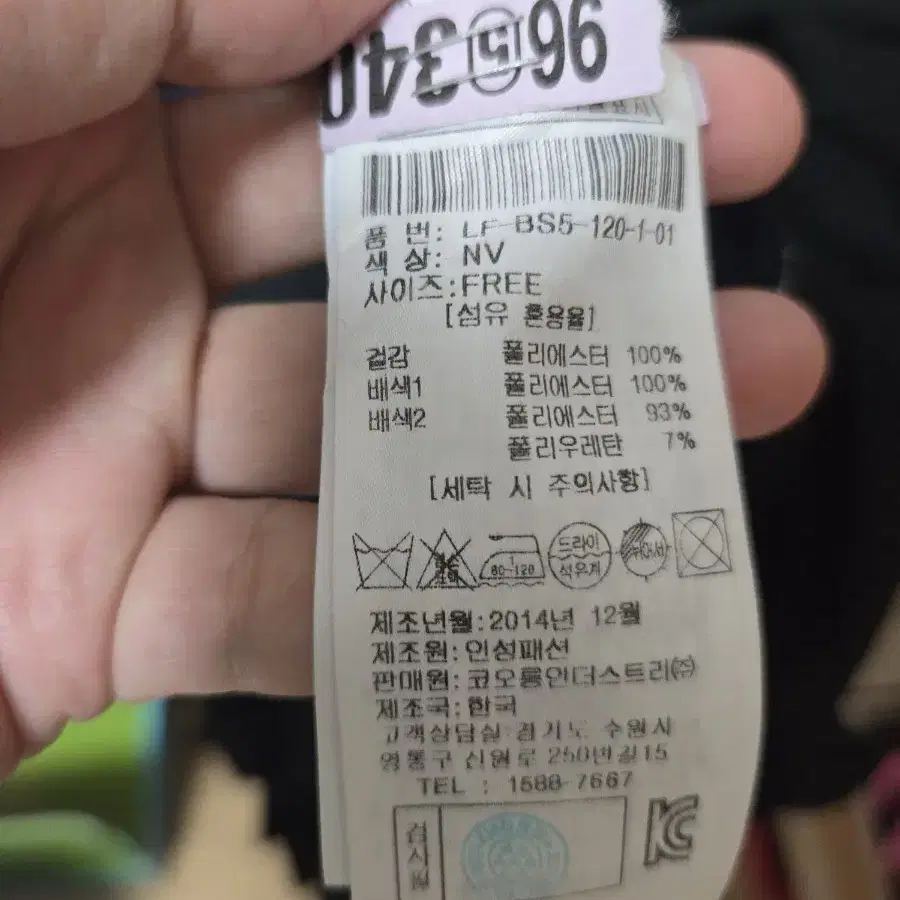 96 15 340
품 번: LF-BS5-120-1-01
색 상: NV
사이즈:FREE
[섬유 혼용율]
겉감 폴리에스터 100%
배색1 폴리에스터 100%
배색2 폴리에스터 93%
폴리우레탄 7%
[세탁 시 주의사항]
드라이
석유계
80-120
뉘어서
제조년월:2014년 12월
제조원:인성패션
판매원:코오롱인더스트리㈜
제조국:한국
고객상담실:경기도 수원시
영통구 신원로 250번길15
TEL : 1588-7667
검사필
KC